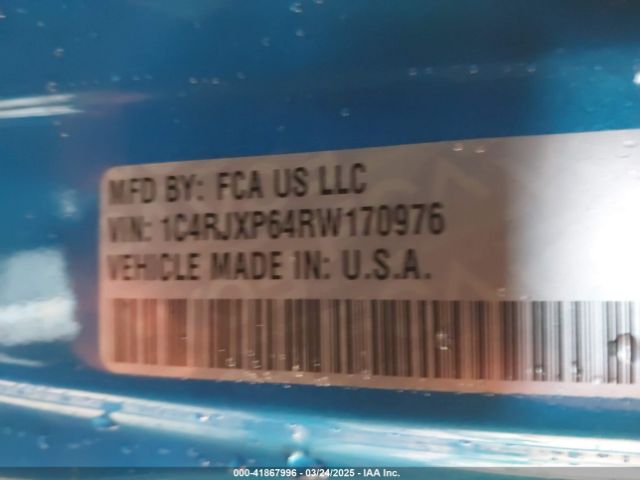 MFD BY: FCA US LLC
VIN: 1C4RJXP64RW170976
VEHICLE MADE IN: U.S.A.
000-41867996 - 03/24/2025 - IAA Inc.